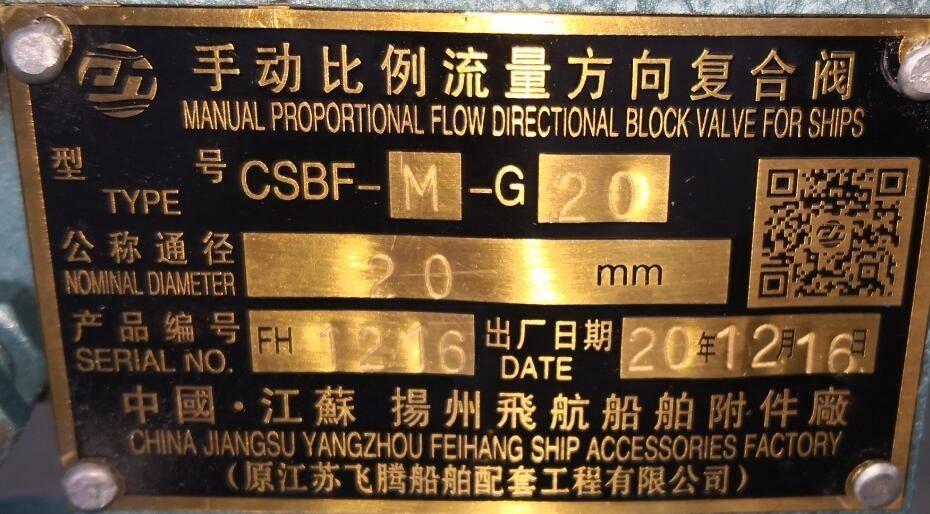 手动比例流量方向复合阀
MANUAL PROPORTIONAL FLOW DIRECTIONAL BLOCK VALVE FOR SHIPS
型 号 CSBF-M-G20
TYPE
公称通径 20 mm
NOMINAL DIAMETER
产品编号 FH 1216 出厂日期 20年12月16日
SERIAL NO. DATE
中國·江蘇 揚州飛航船舶附件廠
CHINA JIANGSU YANGZHOU FEIHANG SHIP ACCESSORIES FACTORY
(原江苏飞腾船舶配套工程有限公司)